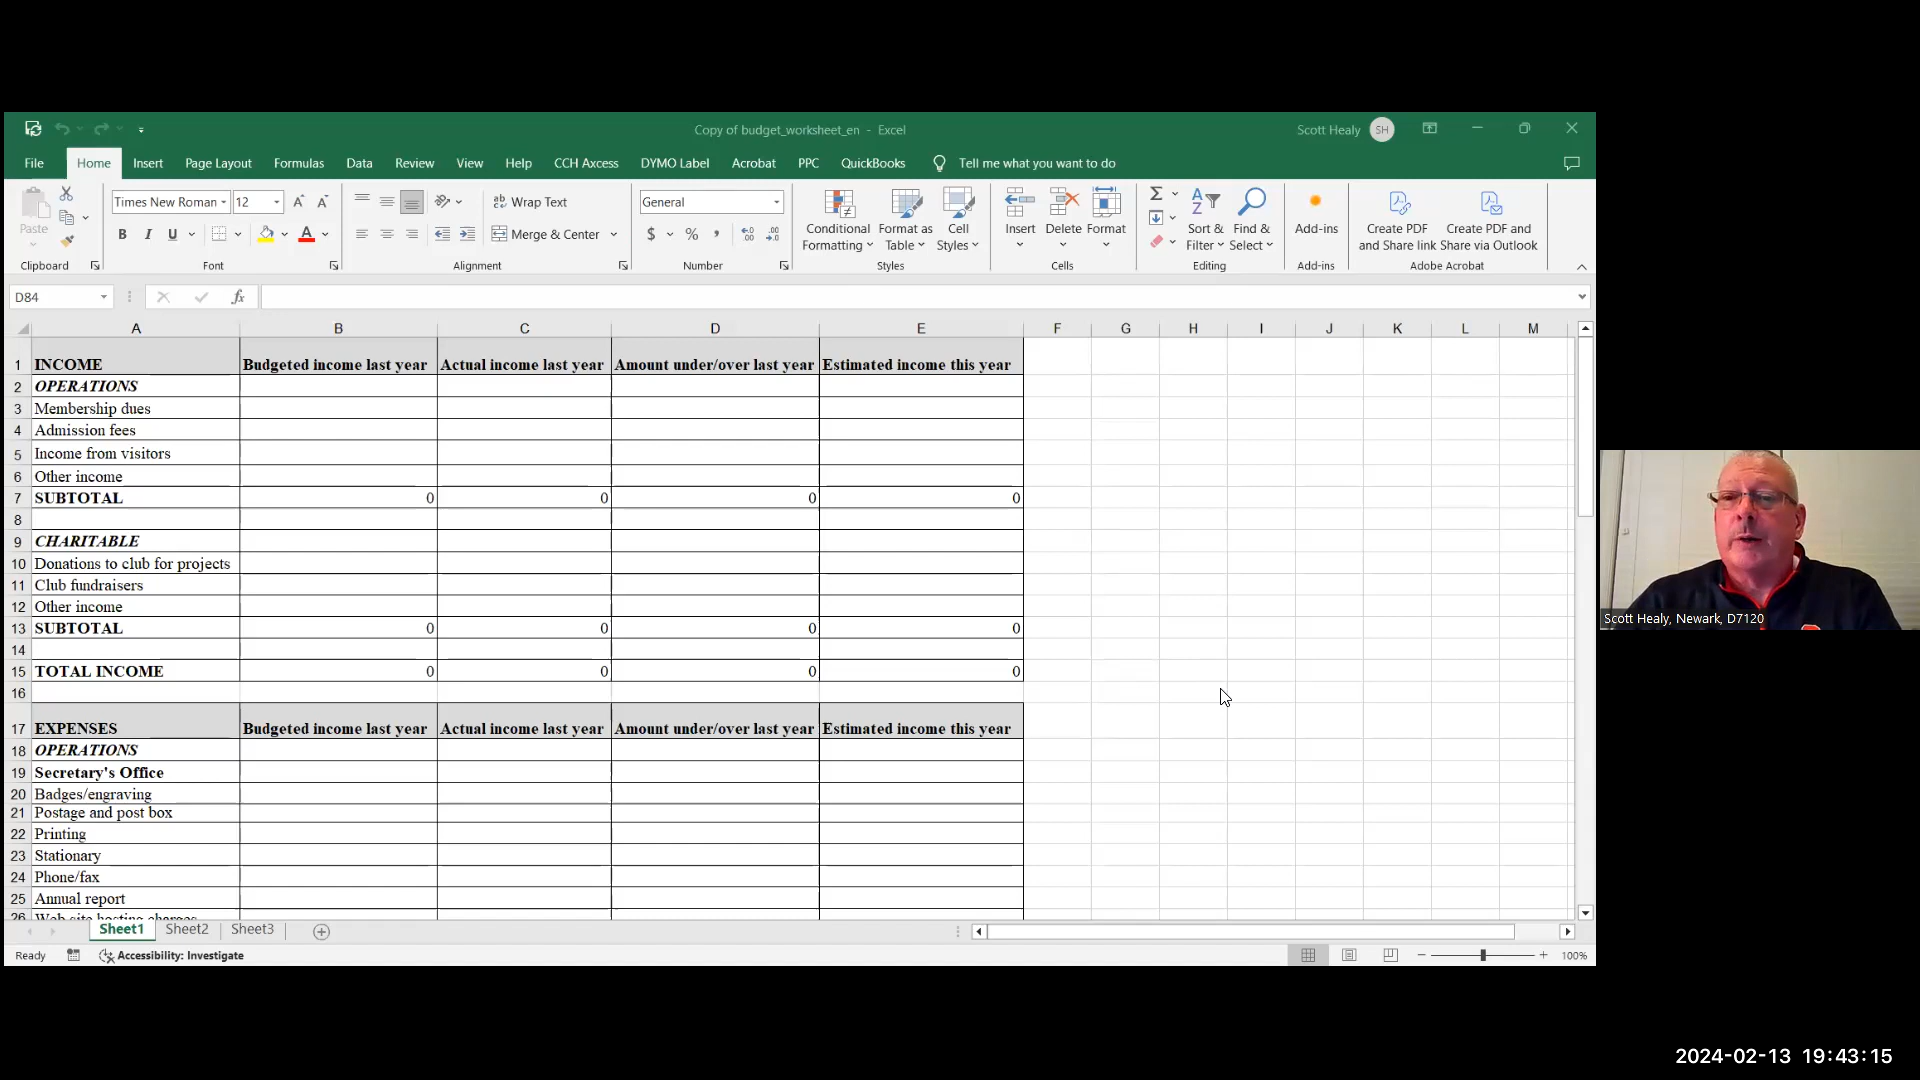 Copy of budget_worksheet_en - Excel
Scott Healy SH
File Home Insert Page Layout Formulas Data Review View Help CCH Axcess DYMO Label Acrobat PPC QuickBooks Tell me what you want to do
Paste
Clipboard
Times New Roman 12
B I U A
Font
Wrap Text
Merge & Center
Alignment
General
$ % ,
Number
Conditional Formatting
Format as Table
Cell Styles
Styles
Insert
Delete
Format
Cells
Sort & Filter
Find & Select
Editing
Add-ins
Add-ins
Create PDF and Share link
Create PDF and Share via Outlook
Adobe Acrobat
D84 fx
A B C D E F G H I J K L M
1 INCOME Budgeted income last year Actual income last year Amount under/over last year Estimated income this year
2 OPERATIONS
3 Membership dues
4 Admission fees
5 Income from visitors
6 Other income
7 SUBTOTAL 0 0 0 0
8
9 CHARITABLE
10 Donations to club for projects
11 Club fundraisers
12 Other income
13 SUBTOTAL 0 0 0 0
14
15 TOTAL INCOME 0 0 0 0
16
17 EXPENSES Budgeted income last year Actual income last year Amount under/over last year Estimated income this year
18 OPERATIONS
19 Secretary's Office
20 Badges/engraving
21 Postage and post box
22 Printing
23 Stationary
24 Phone/fax
25 Annual report
26 Web site hosting charges
Sheet1 Sheet2 Sheet3
Ready Accessibility: Investigate 100%
Scott Healy, Newark, D7120
2024-02-13 19:43:15